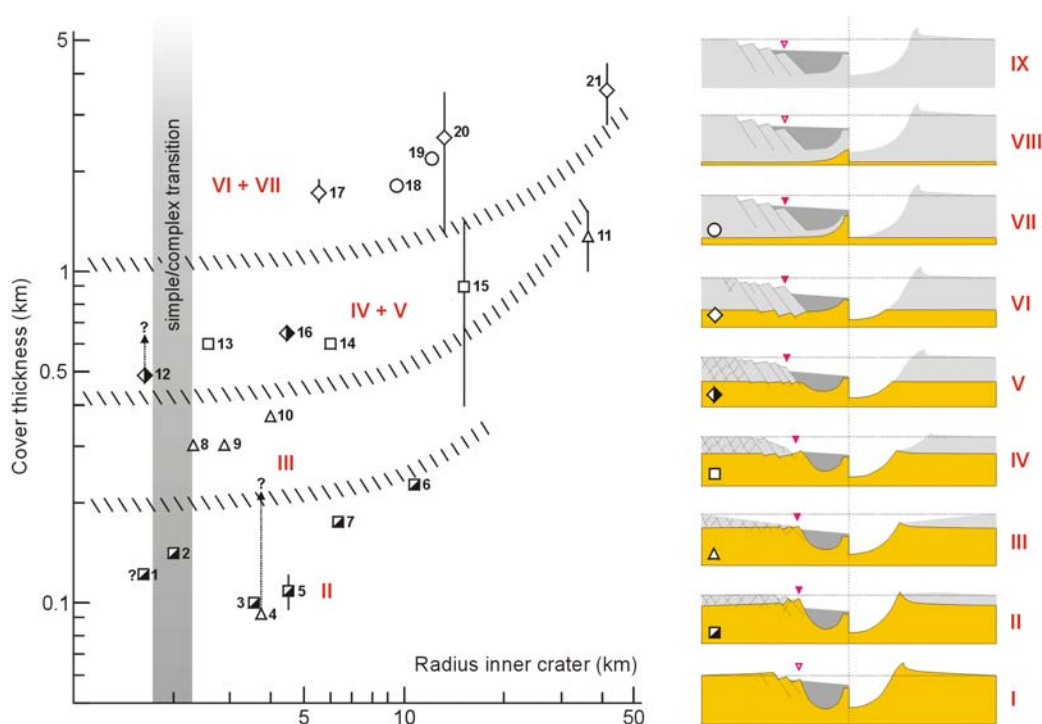 5
1
0.5
0.1
Cover thickness (km)
simple/complex transition
VI + VII
IV + V
III
II
21
20
19
18
17
11
15
?
16
13
14
12
10
8
9
?
6
7
2
?
1
3
4
5
Radius inner crater (km)
2
5
10
50
IX
VIII
VII
VI
V
IV
III
II
I